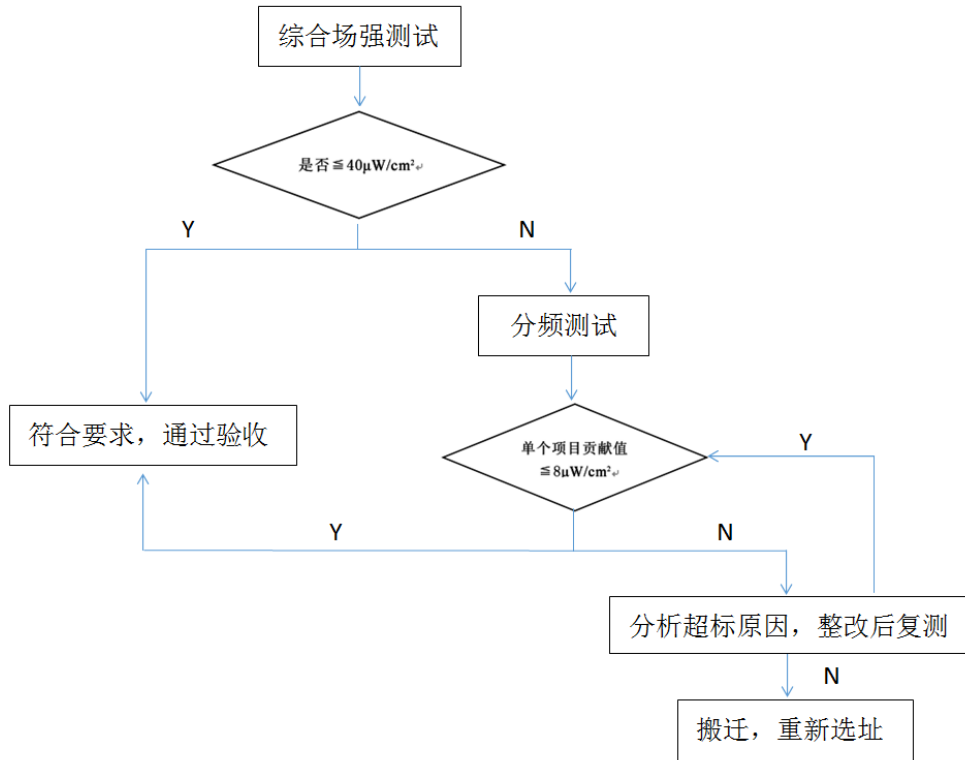 综合场强测试
是否≦40μW/cm²
Y
N
分频测试
符合要求，通过验收
单个项目贡献值
≦8μW/cm²
Y
Y
N
分析超标原因，整改后复测
N
搬迁，重新选址